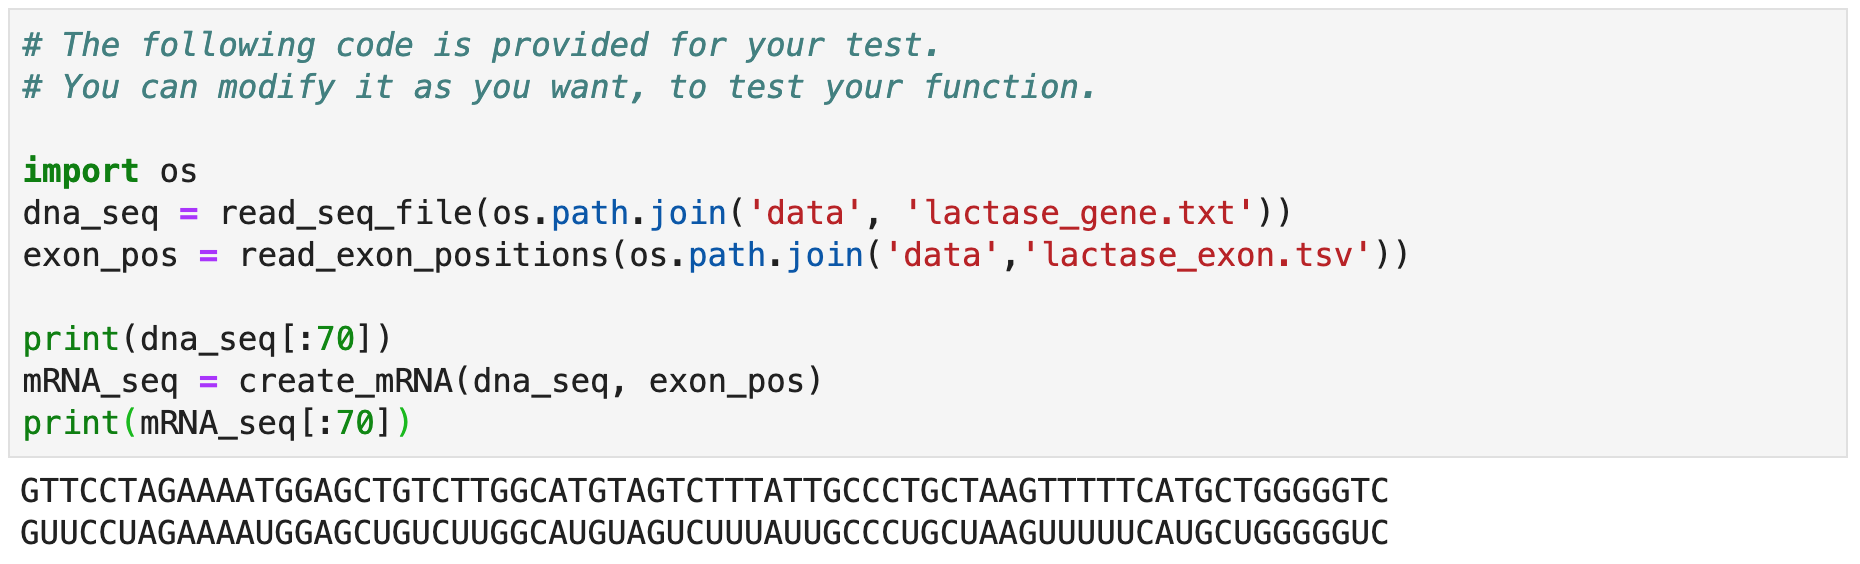 # The following code is provided for your test.
# You can modify it as you want, to test your function.
import os
dna_seq = read_seq_file(os.path.join('data', 'lactase_gene.txt'))
exon_pos = read_exon_positions(os.path.join('data','lactase_exon.tsv'))
print(dna_seq[:70])
mRNA_seq = create_mRNA(dna_seq, exon_pos)
print(mRNA_seq[:70])
GTTCCTAGAAAATGGAGCTGTCTTGGCATGTAGTCTTTATTGCCCTGCTAAGTTTTTCATGCTGGGGGTC
GUUCCUAGAAAAUGGAGCUGUCUUGGCAUGUAGUCUUUAUUGCCCUGCUAAGUUUUUCAUGCUGGGGGUC